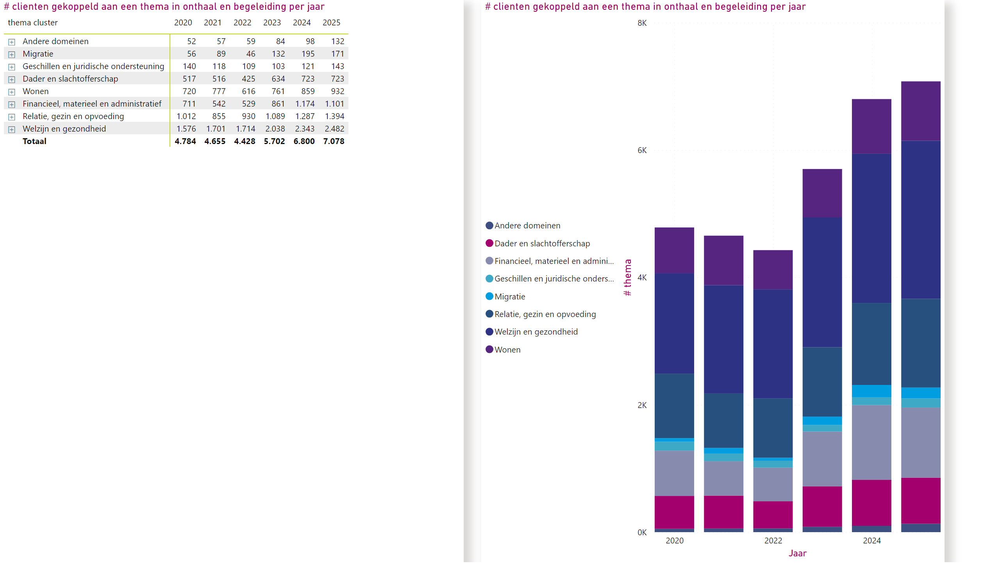 # clienten gekoppeld aan een thema in onthaal en begeleiding per jaar
thema cluster 2020 2021 2022 2023 2024 2025
Andere domeinen 52 57 59 84 98 132
Migratie 56 89 46 132 195 171
Geschillen en juridische ondersteuning 140 118 109 103 121 143
Dader en slachtofferschap 517 516 425 634 723 723
Wonen 720 777 616 761 859 932
Financieel, materieel en administratief 711 542 529 861 1.174 1.101
Relatie, gezin en opvoeding 1.012 855 930 1.089 1.287 1.394
Welzijn en gezondheid 1.576 1.701 1.714 2.038 2.343 2.482
Totaal 4.784 4.655 4.428 5.702 6.800 7.078
# clienten gekoppeld aan een thema in onthaal en begeleiding per jaar
Andere domeinen
Dader en slachtofferschap
Financieel, materieel en admini...
Geschillen en juridische onders...
Migratie
Relatie, gezin en opvoeding
Welzijn en gezondheid
Wonen
# thema
8K
6K
4K
2K
0K
2020 2022 2024
Jaar